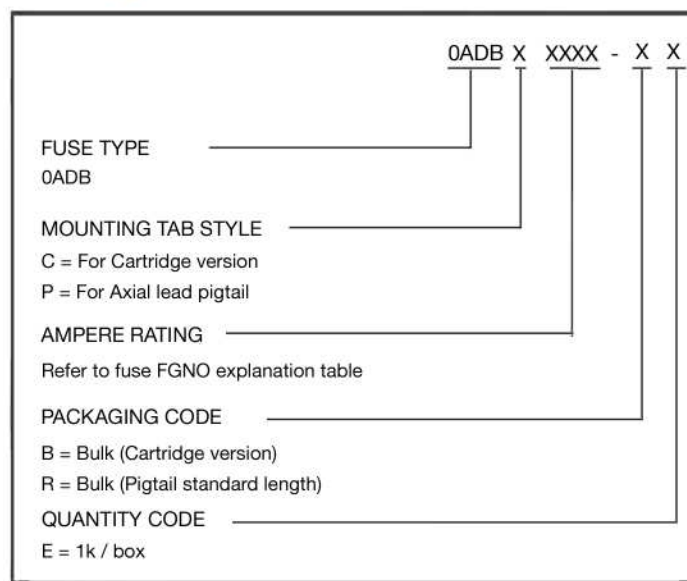 0ADB X XXXX - X X
FUSE TYPE
0ADB
MOUNTING TAB STYLE
C = For Cartridge version
P = For Axial lead pigtail
AMPERE RATING
Refer to fuse FGNO explanation table
PACKAGING CODE
B = Bulk (Cartridge version)
R = Bulk (Pigtail standard length)
QUANTITY CODE
E = 1k / box